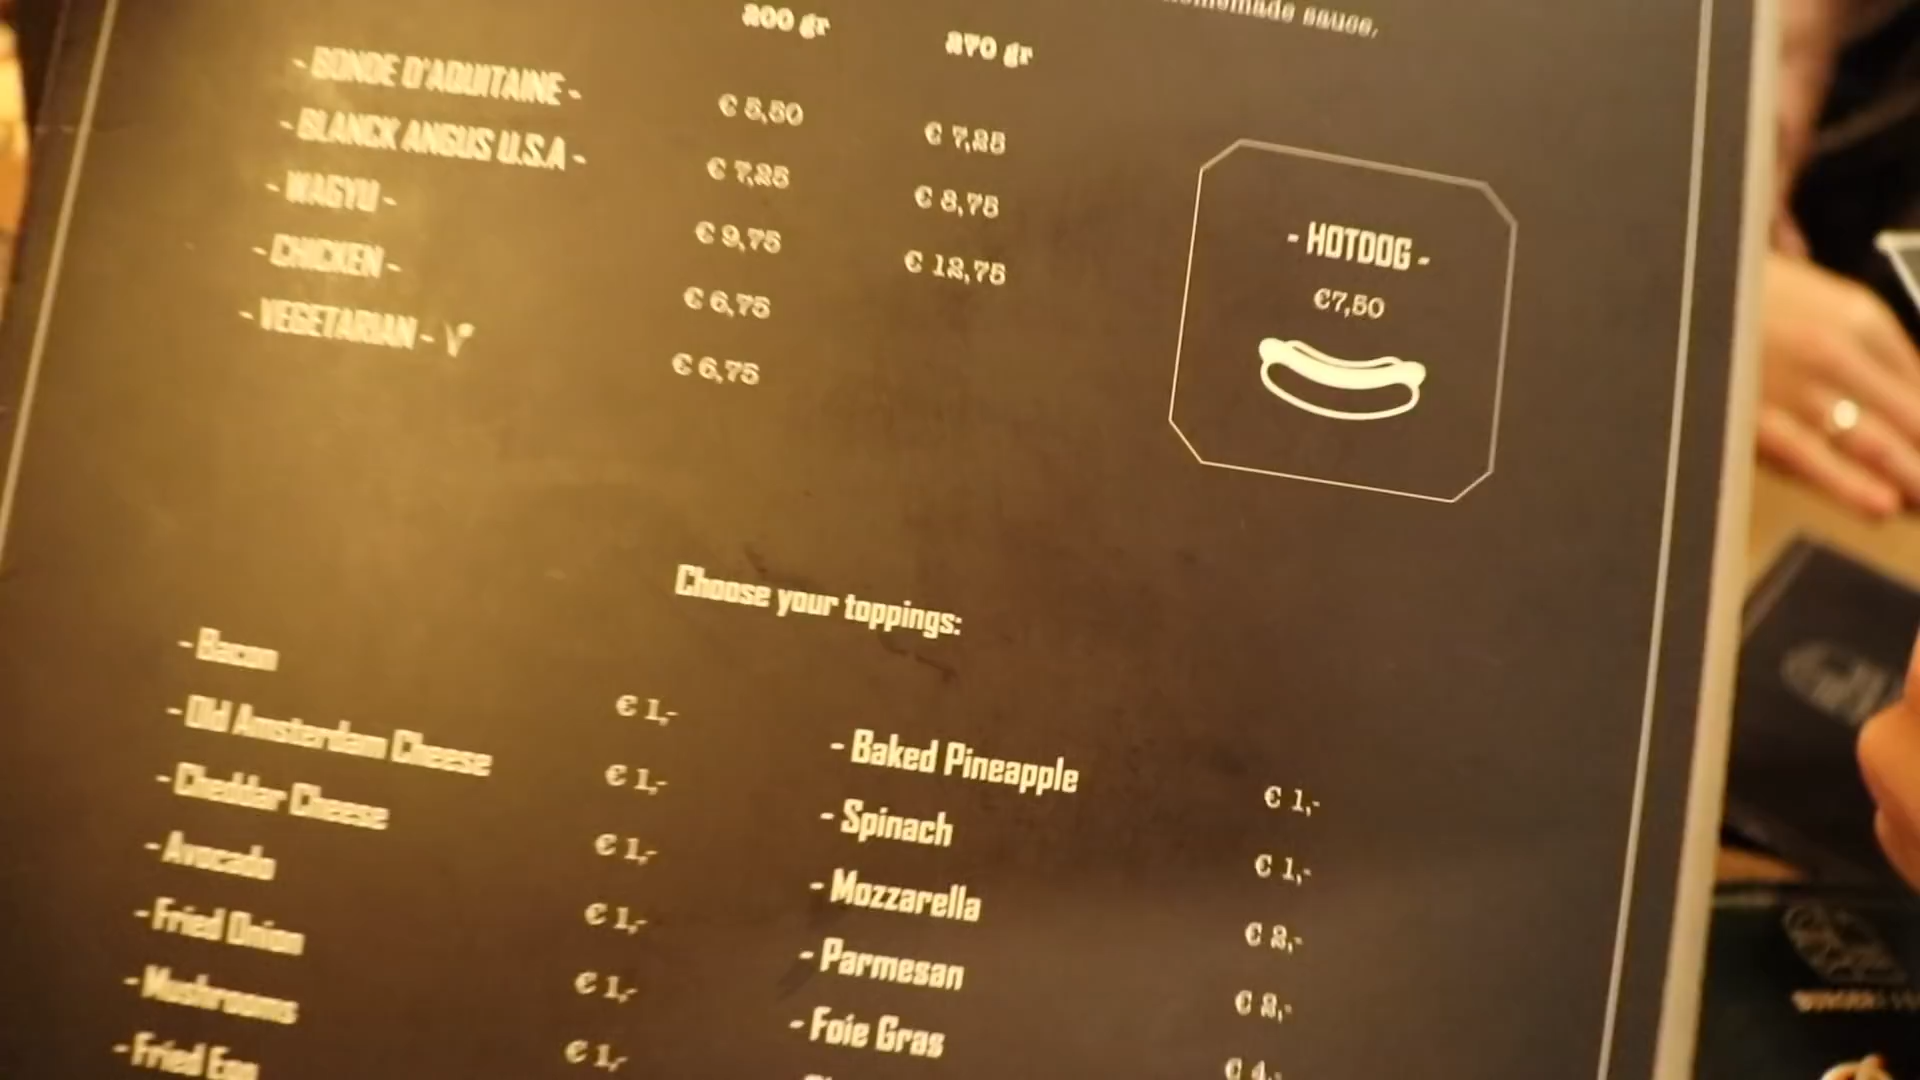 homemade sauce.
200 gr 270 gr
- BONDE D'AQUITAINE - € 5,50 € 7,25
- BLANCK ANGUS U.S.A - € 7,25 € 8,75
- WAGYU - € 9,75 € 12,75
- CHICKEN - € 6,75
- VEGETARIAN - V € 6,75
- HOTDOG -
€7,50
Choose your toppings:
- Bacon € 1,-
- Old Amsterdam Cheese € 1,-
- Cheddar Cheese € 1,-
- Avocado € 1,-
- Fried Onion € 1,-
- Mushrooms € 1,-
- Fried Egg
- Baked Pineapple € 1,-
- Spinach € 1,-
- Mozzarella € 2,-
- Parmesan € 2,-
- Foie Gras € 4,-